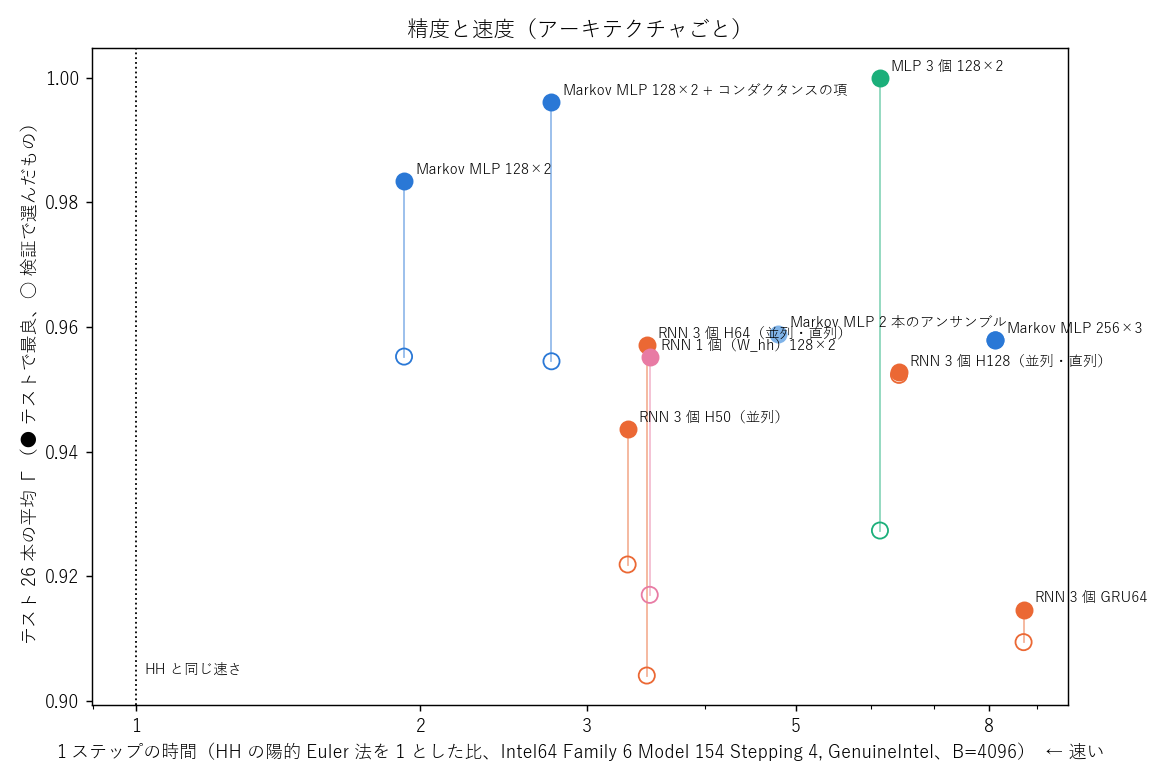 精度と速度（アーキテクチャごと）
テスト 26 本の平均 Γ （● テストで最良、○ 検証で選んだもの）
1.00
0.98
0.96
0.94
0.92
0.90
MLP 3 個 128×2
Markov MLP 128×2 + コンダクタンスの項
Markov MLP 128×2
Markov MLP 2 本のアンサンブル
Markov MLP 256×3
RNN 3 個 H64（並列・直列）
RNN 1 個（W_hh）128×2
RNN 3 個 H128（並列・直列）
RNN 3 個 H50（並列）
RNN 3 個 GRU64
HH と同じ速さ
1
2
3
5
8
1 ステップの時間（HH の陽的 Euler 法を 1 とした比、Intel64 Family 6 Model 154 Stepping 4, GenuineIntel、B=4096） ← 速い